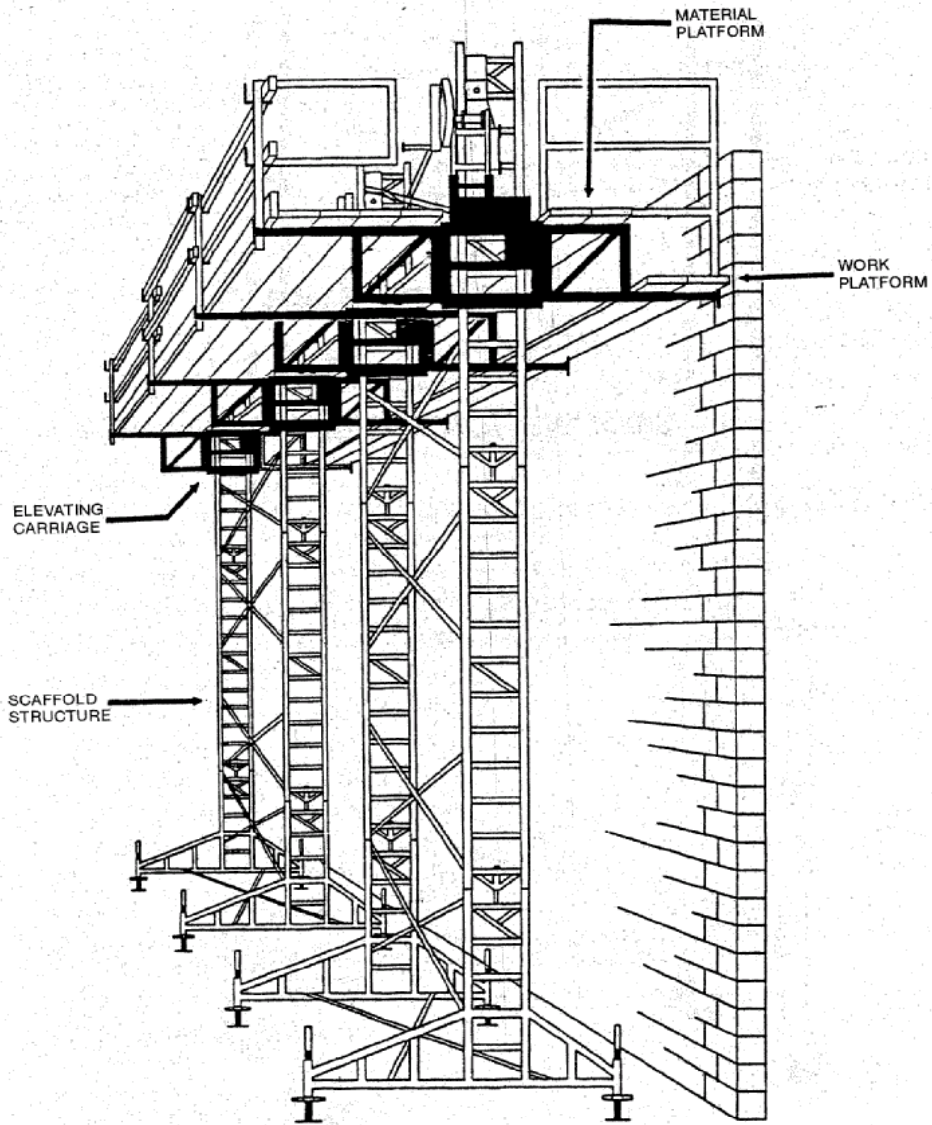 MATERIAL
PLATFORM
WORK
PLATFORM
ELEVATING
CARRIAGE
SCAFFOLD
STRUCTURE